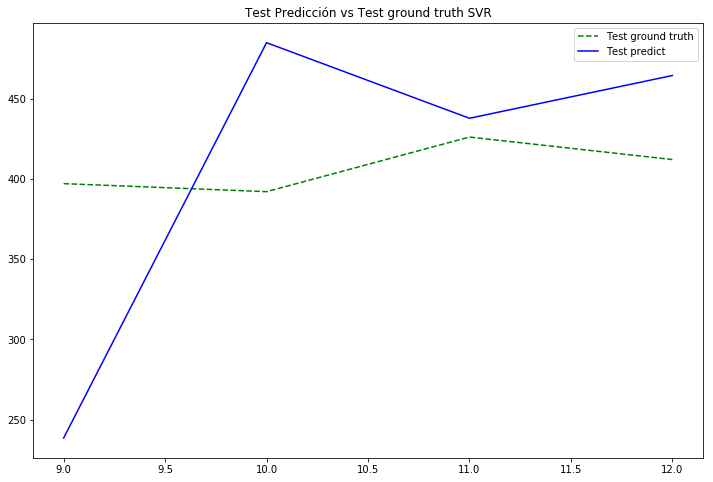 Test Predicción vs Test ground truth SVR
Test ground truth
Test predict
450
400
350
300
250
9.0 9.5 10.0 10.5 11.0 11.5 12.0